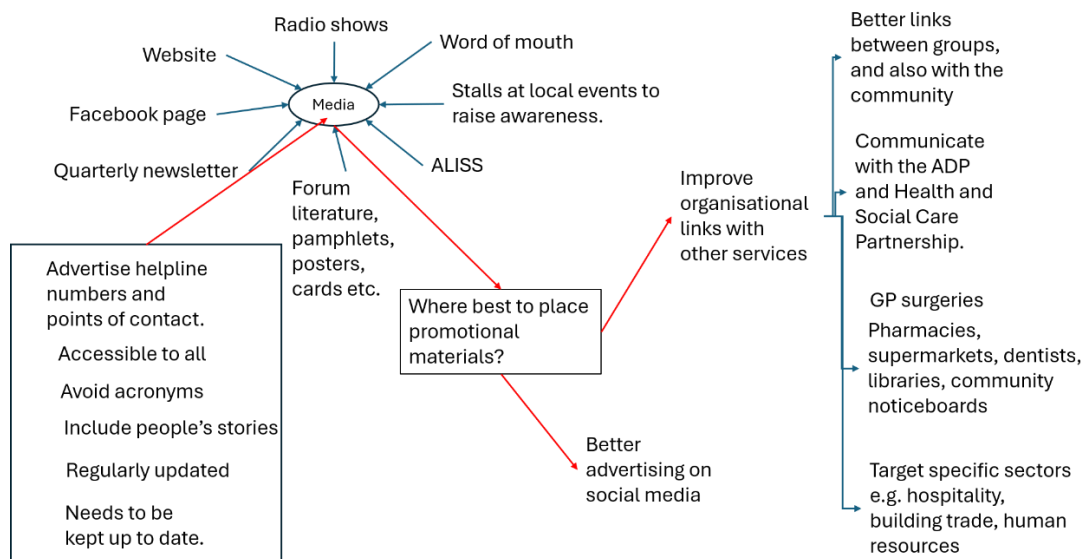 Radio shows
Website
Word of mouth
Media
Facebook page
Stalls at local events to
raise awareness.
Quarterly newsletter
ALISS
Forum
literature,
pamphlets,
posters,
cards etc.
Advertise helpline
numbers and
points of contact.
Accessible to all
Avoid acronyms
Include people’s stories
Regularly updated
Needs to be
kept up to date.
Where best to place
promotional
materials?
Better
advertising on
social media
Improve
organisational
links with
other services
Better links
between groups,
and also with the
community
Communicate
with the ADP
and Health and
Social Care
Partnership.
GP surgeries
Pharmacies,
supermarkets, dentists,
libraries, community
noticeboards
Target specific sectors
e.g. hospitality,
building trade, human
resources